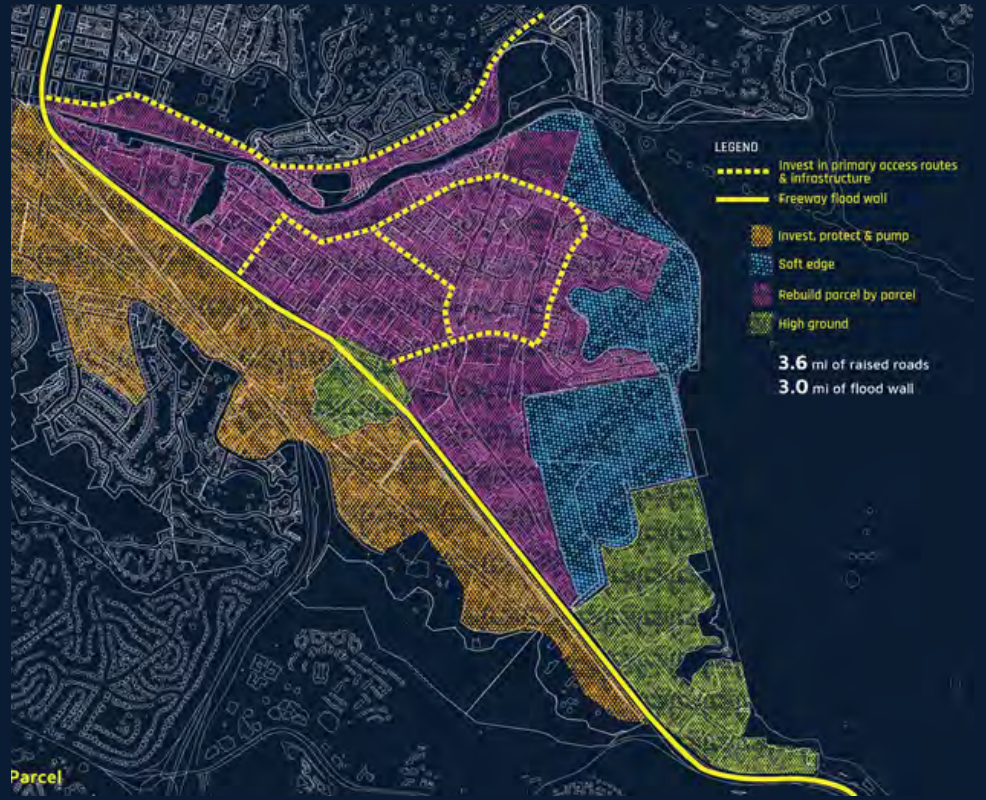 LEGEND
Invest in primary access routes
& infrastructure
Freeway flood wall
Invest, protect & pump
Soft edge
Rebuild parcel by parcel
High ground
3.6 mi of raised roads
3.0 mi of flood wall
Parcel